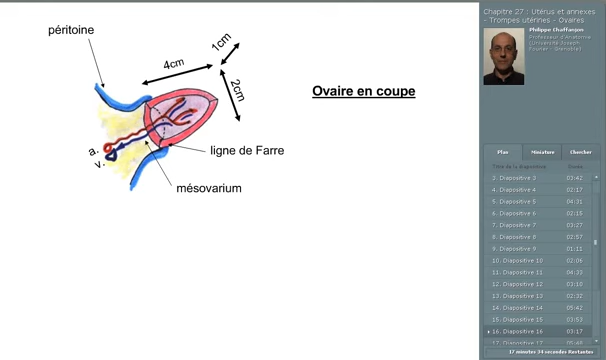 péritoine
4cm
1cm
2cm
a.
v.
ligne de Farre
mésovarium
Ovaire en coupe
Chapitre 27 : Utérus et annexes
- Trompes utérines - Ovaires
Philippe Chaffanjon
Professeur d'Anatomie
(Université Joseph
Fourier - Grenoble)
Plan Miniature Chercher
Titre de la diapositive Durée
3. Diapositive 3 03:42
4. Diapositive 4 02:17
5. Diapositive 5 04:31
6. Diapositive 6 02:15
7. Diapositive 7 03:27
8. Diapositive 8 02:57
9. Diapositive 9 01:11
10. Diapositive 10 02:06
11. Diapositive 11 04:33
12. Diapositive 12 03:10
13. Diapositive 13 02:32
14. Diapositive 14 05:42
15. Diapositive 15 03:53
16. Diapositive 16 03:17
17. Diapositive 17 05:48
17 minutes 34 secondes Restantes